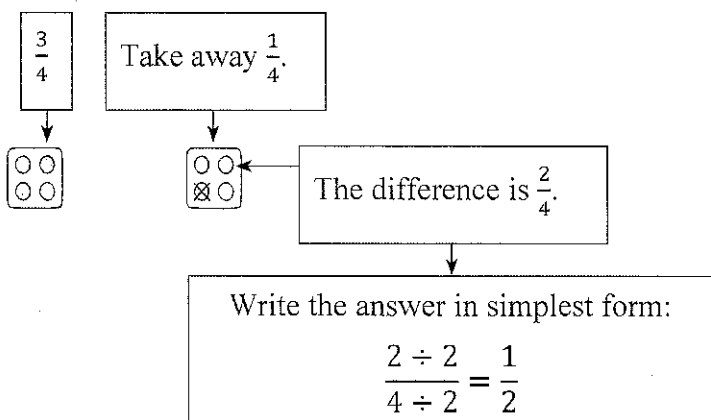 3/4
Take away 1/4.
The difference is 2/4.
Write the answer in simplest form:
2 ÷ 2 / 4 ÷ 2 = 1/2